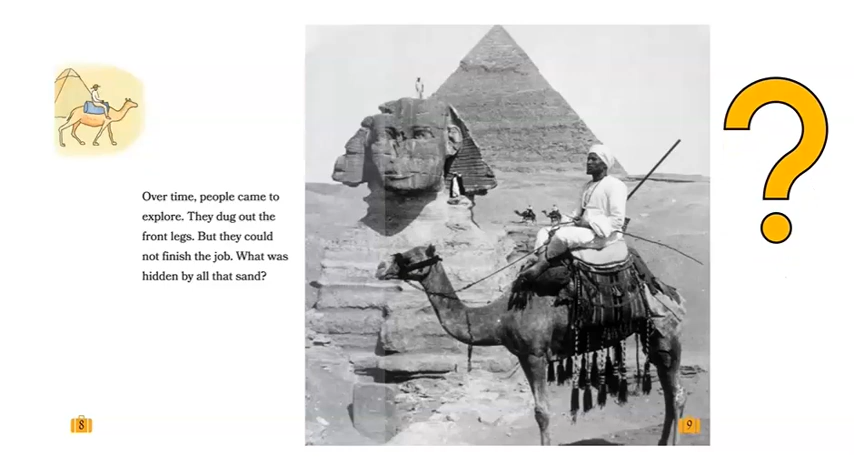 Over time, people came to
explore. They dug out the
front legs. But they could
not finish the job. What was
hidden by all that sand?
8
9
?